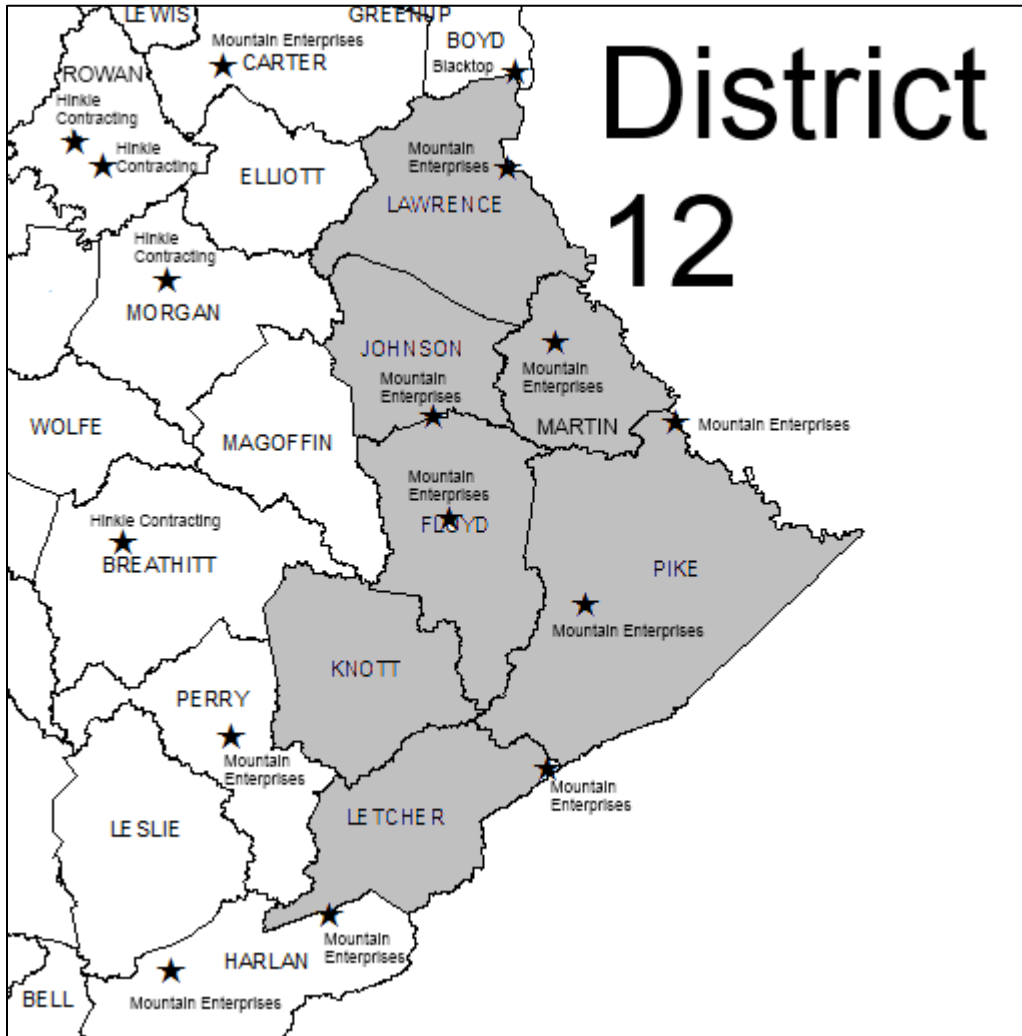 LEWIS
GREENUP
Mountain Enterprises
CARTER
BOYD
Blacktop
District
12
ROWAN
Hinkle
Contracting
Hinkle
Contracting
ELLIOTT
Mountain
Enterprises
LAWRENCE
Hinkle
Contracting
MORGAN
JOHNSON
Mountain
Enterprises
Mountain
Enterprises
MARTIN
Mountain Enterprises
WOLFE
MAGOFFIN
Mountain
Enterprises
FLOYD
Hinkle Contracting
BREATHITT
PIKE
Mountain Enterprises
KNOTT
PERRY
Mountain
Enterprises
Mountain
Enterprises
LETCHER
LESLIE
Mountain
Enterprises
HARLAN
BELL
Mountain Enterprises